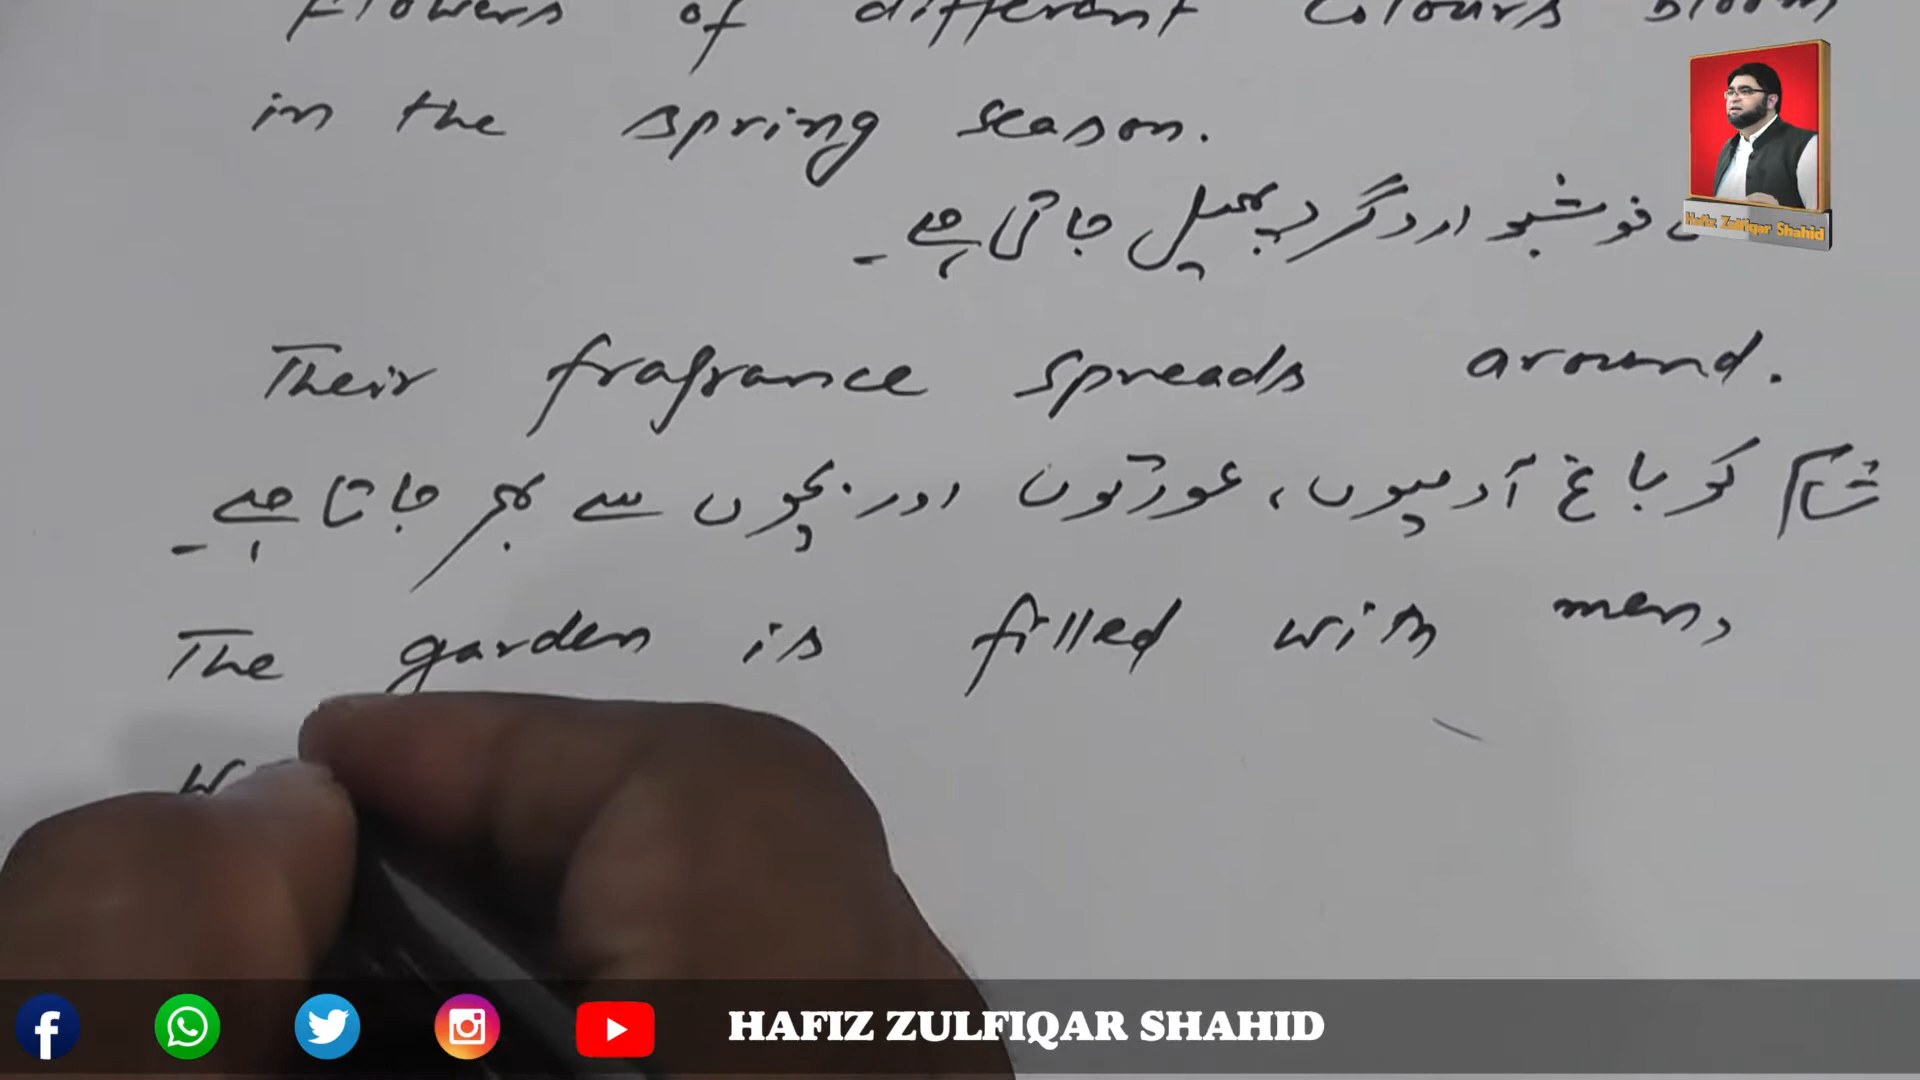 Flowers of different colours bloom
in the spring season.
خوشبو اردگرد پھیل جاتی ہے۔
Their fragrance spreads around.
شام کو باغ آدمیوں، عورتوں اور بچوں سے بھر جاتا ہے۔
The garden is filled with men,
Hafiz Zulfiqar Shahid
HAFIZ ZULFIQAR SHAHID